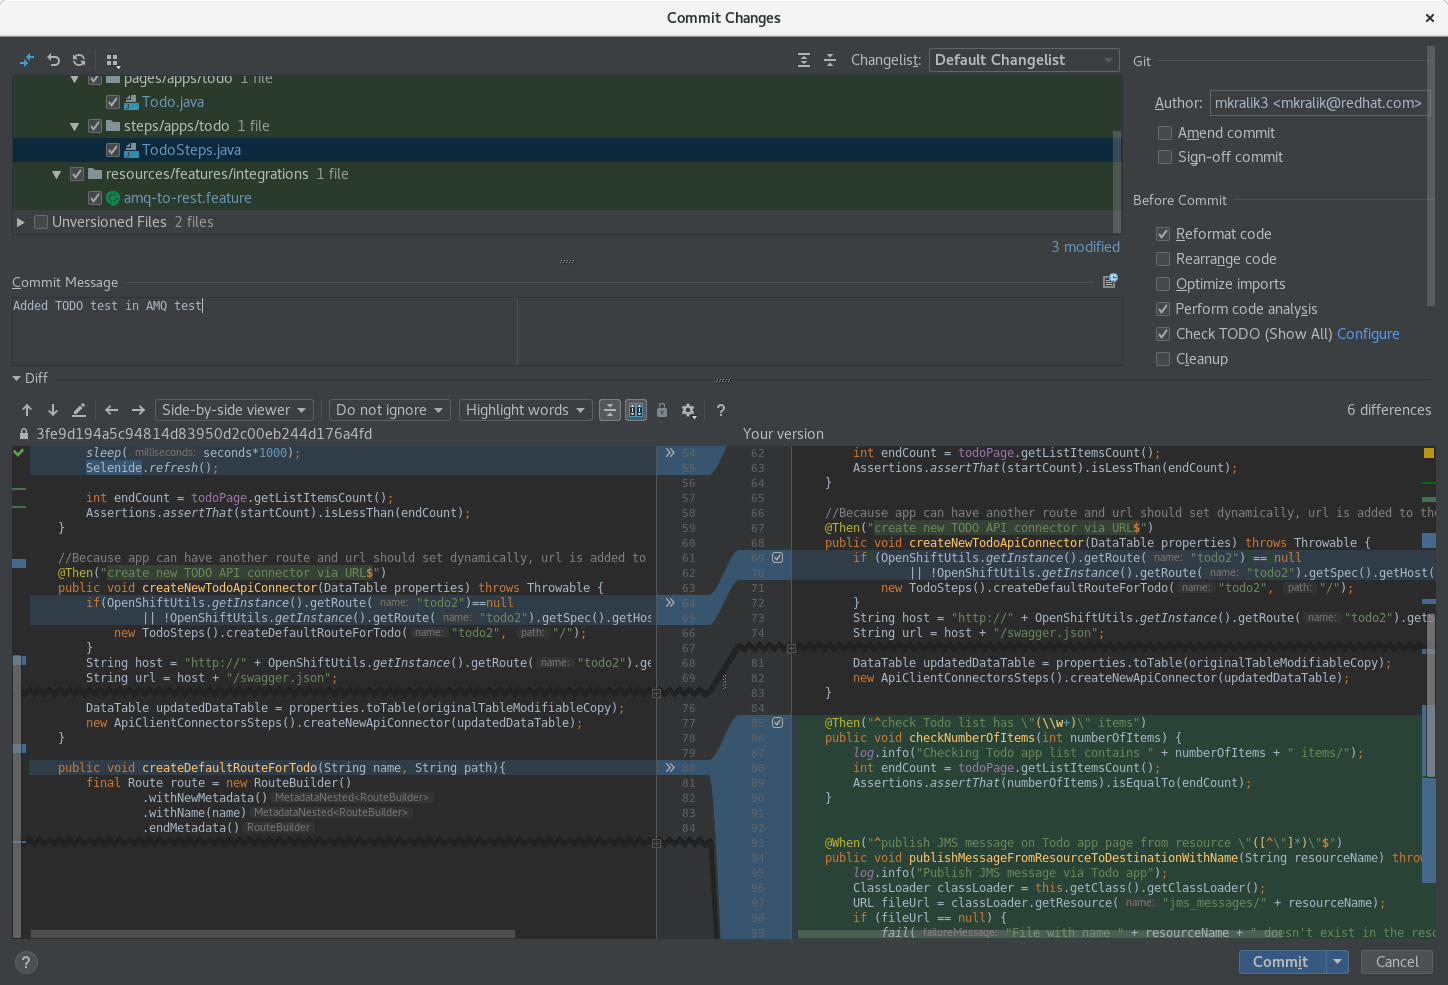 Commit Changes
Changelist: Default Changelist
Git
pages/apps/todo 1 file
Todo.java
steps/apps/todo 1 file
TodoSteps.java
resources/features/integrations 1 file
amq-to-rest.feature
Unversioned Files 2 files
3 modified
Author: mkralik3 <mkralik@redhat.com>
Amend commit
Sign-off commit
Before Commit
Reformat code
Rearrange code
Optimize imports
Perform code analysis
Check TODO (Show All) Configure
Cleanup
Commit Message
Added TODO test in AMQ test
Diff
Side-by-side viewer
Do not ignore
Highlight words
?
6 differences
3fe9d194a5c94814d83950d2c00eb244d176a4fd
Your version
sleep( milliseconds: seconds*1000); 54
Selenide.refresh(); 55
56
int endCount = todoPage.getListItemsCount(); 57
Assertions.assertThat(startCount).isLessThan(endCount); 58
} 59
60
//Because app can have another route and url should set dynamically, url is added to 61
@Then("create new TODO API connector via URL$") 62
public void createNewTodoApiConnector(DataTable properties) throws Throwable { 63
if(OpenShiftUtils.getInstance().getRoute( name: "todo2")==null 64
|| !OpenShiftUtils.getInstance().getRoute( name: "todo2").getSpec().getHos 65
new TodoSteps().createDefaultRouteForTodo( name: "todo2", path: "/"); 66
} 67
String host = "http://" + OpenShiftUtils.getInstance().getRoute( name: "todo2").ge 68
String url = host + "/swagger.json"; 69
DataTable updatedDataTable = properties.toTable(originalTableModifiableCopy); 76
new ApiClientConnectorsSteps().createNewApiConnector(updatedDataTable); 77
} 78
79
public void createDefaultRouteForTodo(String name, String path){ 80
final Route route = new RouteBuilder() 81
.withNewMetadata() MetadataNested<RouteBuilder> 82
.withName(name) MetadataNested<RouteBuilder> 83
.endMetadata() RouteBuilder 84
62 int endCount = todoPage.getListItemsCount();
63 Assertions.assertThat(startCount).isLessThan(endCount);
64 }
65
66 //Because app can have another route and url should set dynamically, url is added to the
67 @Then("create new TODO API connector via URL$")
68 public void createNewTodoApiConnector(DataTable properties) throws Throwable {
69 if (OpenShiftUtils.getInstance().getRoute( name: "todo2") == null
70 || !OpenShiftUtils.getInstance().getRoute( name: "todo2").getSpec().getHost(
71 new TodoSteps().createDefaultRouteForTodo( name: "todo2", path: "/");
72 }
73 String host = "http://" + OpenShiftUtils.getInstance().getRoute( name: "todo2").getS
74 String url = host + "/swagger.json";
81 DataTable updatedDataTable = properties.toTable(originalTableModifiableCopy);
82 new ApiClientConnectorsSteps().createNewApiConnector(updatedDataTable);
83 }
84
85 @Then("^check Todo list has \"(\\w+)\" items")
86 public void checkNumberOfItems(int numberOfItems) {
87 log.info("Checking Todo app list contains " + numberOfItems + " items/");
88 int endCount = todoPage.getListItemsCount();
89 Assertions.assertThat(numberOfItems).isEqualTo(endCount);
90 }
91
92
93 @When("^publish JMS message on Todo app page from resource \"([^\"]*)\"$")
94 public void publishMessageFromResourceToDestinationWithName(String resourceName) throw
95 log.info("Publish JMS message via Todo app");
96 ClassLoader classLoader = this.getClass().getClassLoader();
97 URL fileUrl = classLoader.getResource( name: "jms_messages/" + resourceName);
98 if (fileUrl == null) {
99 fail( failureMessage: "File with name " + resourceName + " doesn't exist in the reso
?
Commit
Cancel